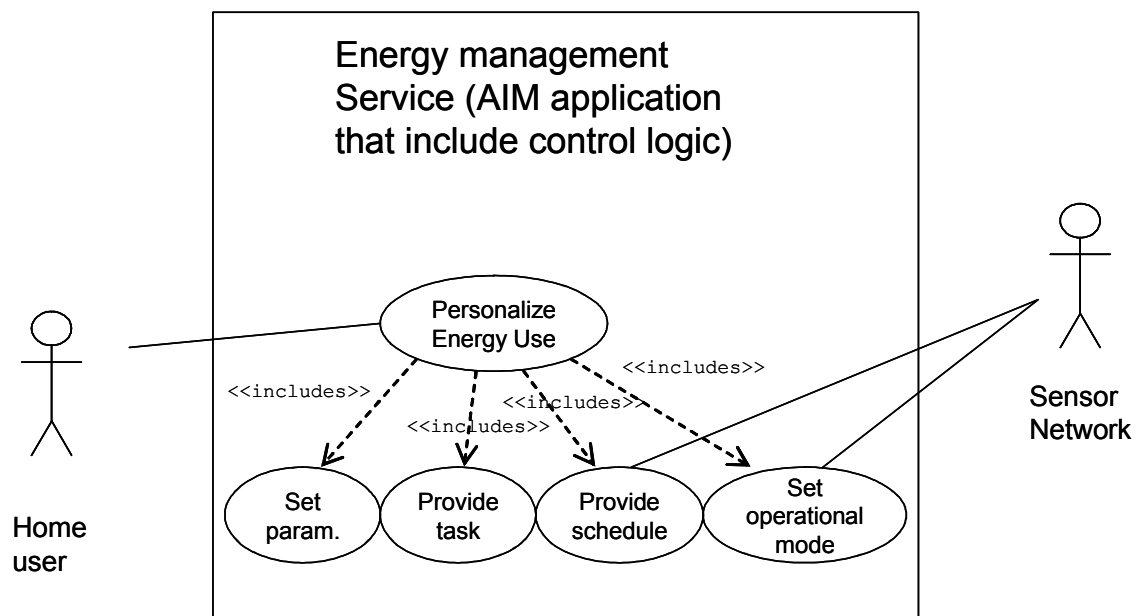 Energy management
Service (AIM application
that include control logic)
Personalize
Energy Use
<<includes>>
<<includes>>
<<includes>>
<<includes>>
Sensor
Network
Set
param.
Provide
task
Provide
schedule
Set
operational
mode
Home
user